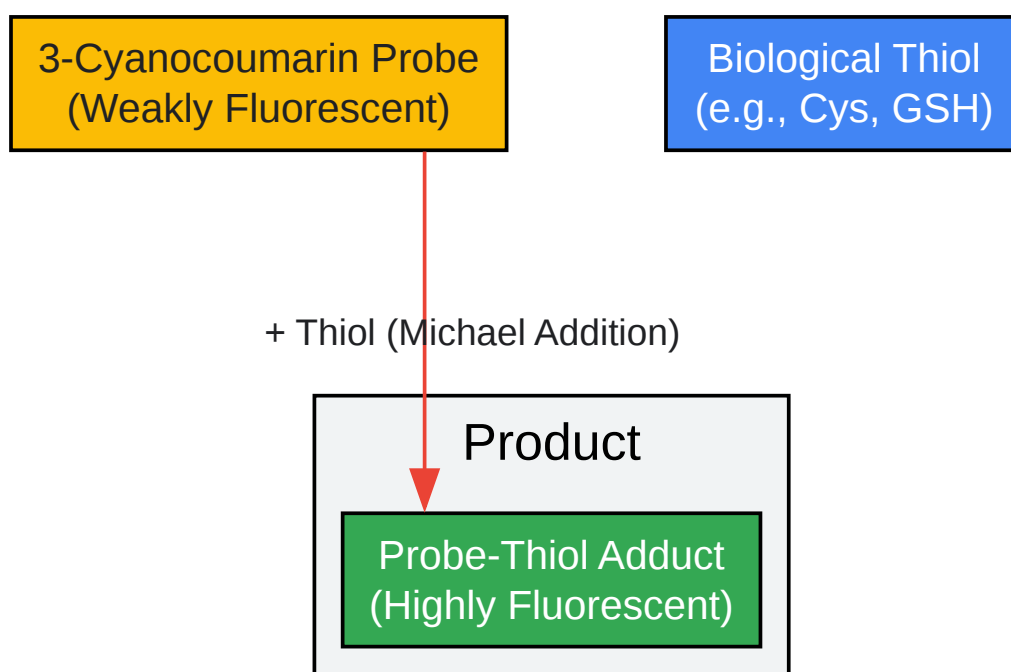 3-Cyanocoumarin Probe
(Weakly Fluorescent)
Biological Thiol
(e.g., Cys, GSH)
+ Thiol (Michael Addition)
Product
Probe-Thiol Adduct
(Highly Fluorescent)